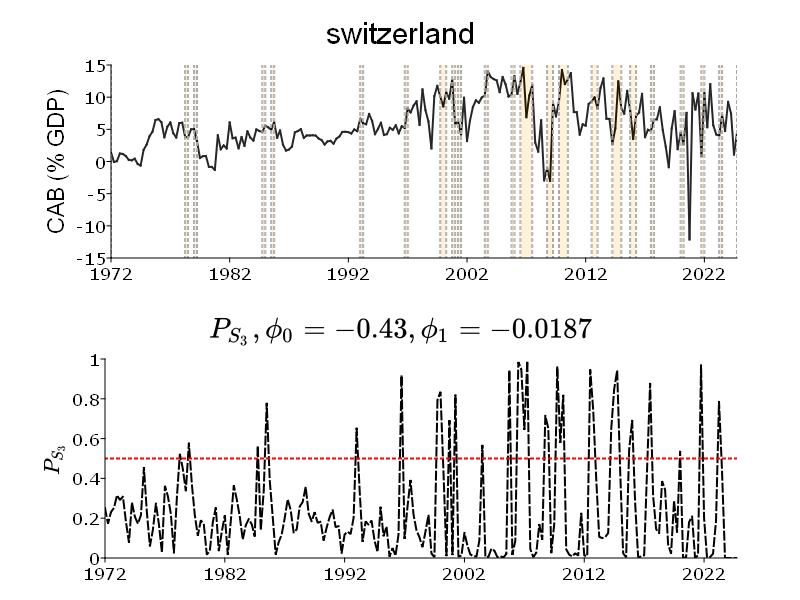 switzerland
CAB (% GDP)
15
10
5
0
-5
-10
-15
1972 1982 1992 2002 2012 2022
P_{S_3}, ϕ_0 = −0.43, ϕ_1 = −0.0187
P_{S_3}
1
0.8
0.6
0.4
0.2
0
1972 1982 1992 2002 2012 2022